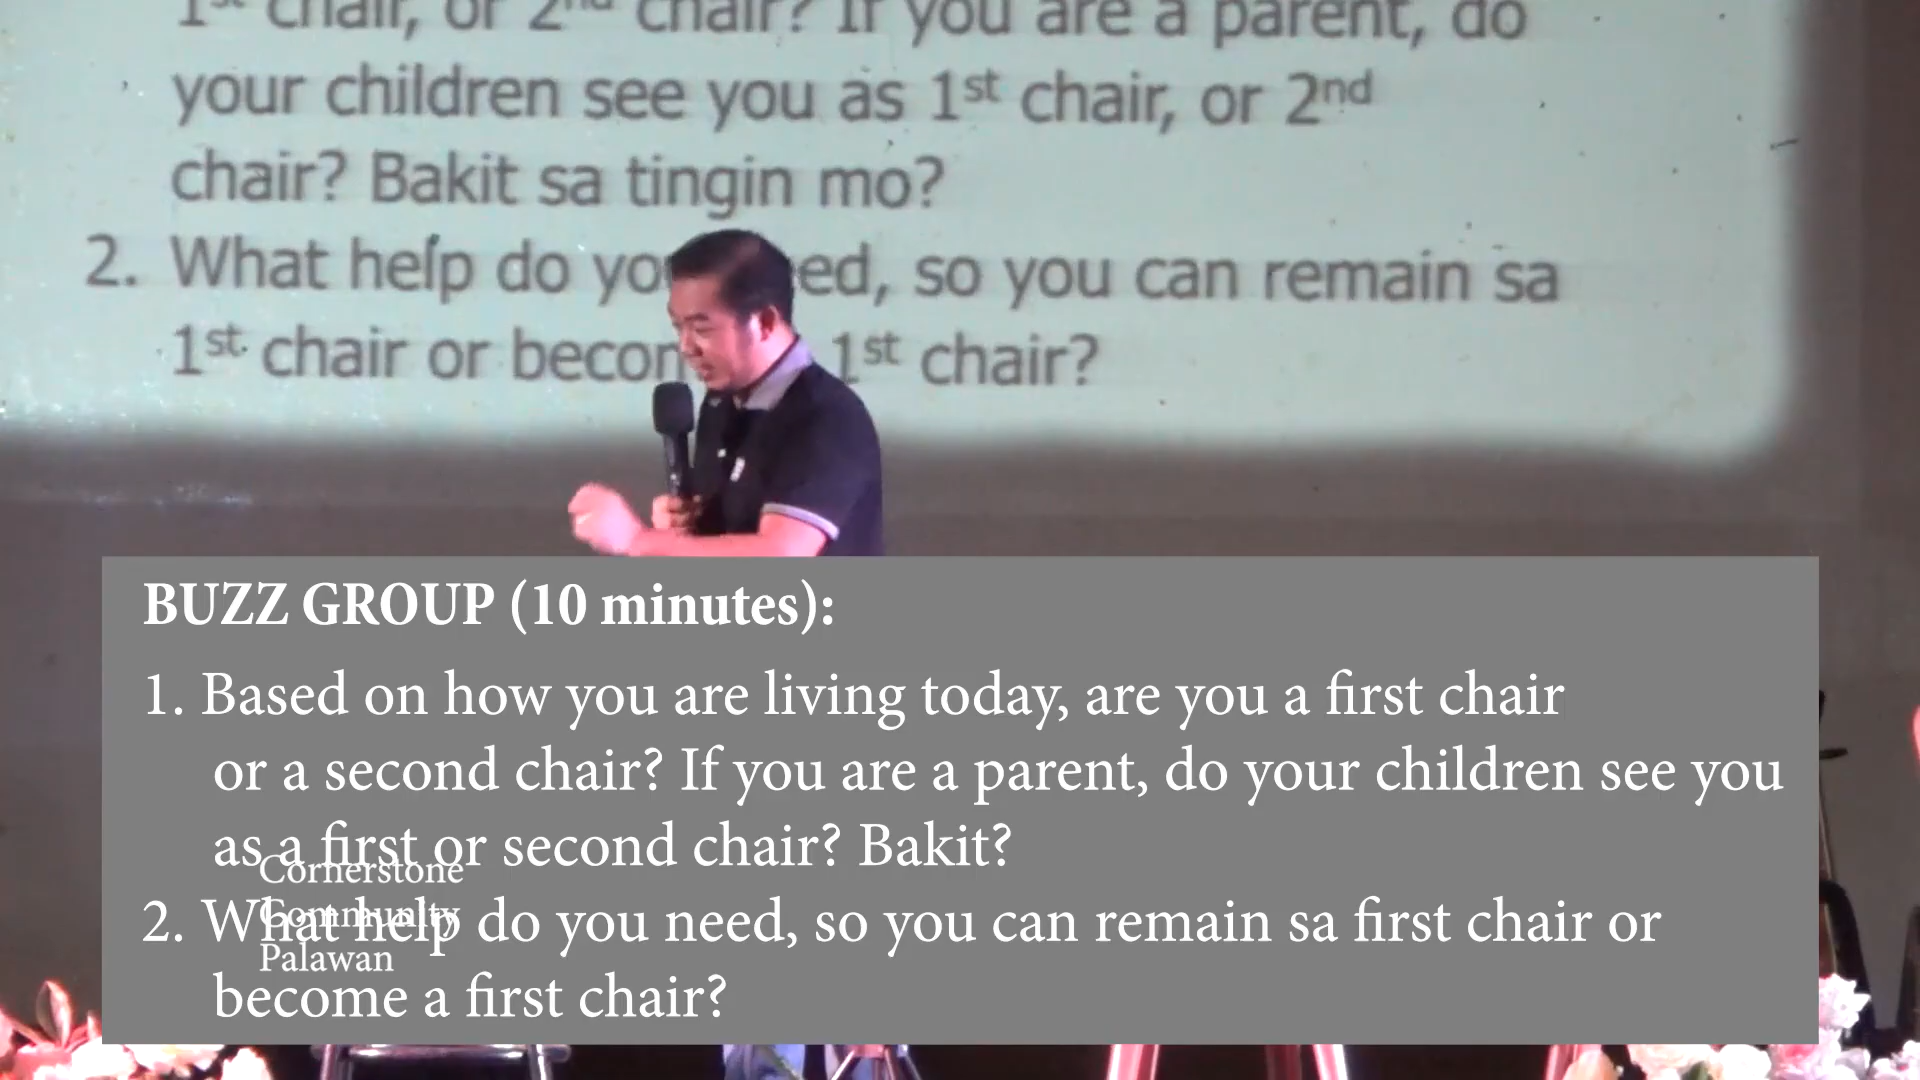 1st chair, or 2nd chair? If you are a parent, do
your children see you as 1st chair, or 2nd
chair? Bakit sa tingin mo?
2. What help do yo ed, so you can remain sa
1st chair or becom 1st chair?
BUZZ GROUP (10 minutes):
1. Based on how you are living today, are you a first chair
or a second chair? If you are a parent, do your children see you
as a first or second chair? Bakit?
2. What help do you need, so you can remain sa first chair or
become a first chair?
Cornerstone
Community
Palawan